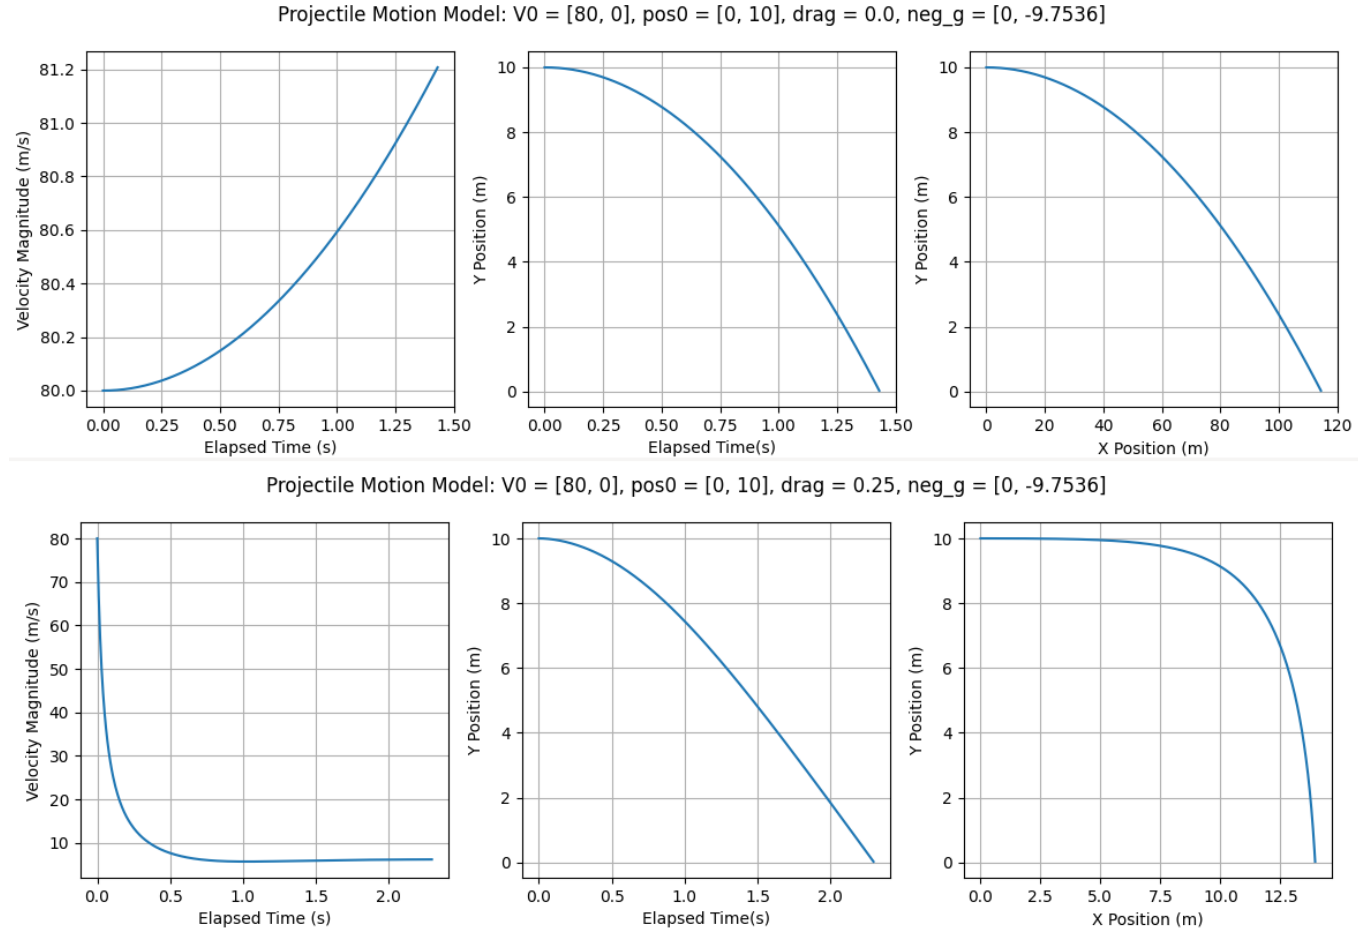 Projectile Motion Model: V0 = [80, 0], pos0 = [0, 10], drag = 0.0, neg_g = [0, -9.7536]
Velocity Magnitude (m/s)
81.2
81.0
80.8
80.6
80.4
80.2
80.0
0.00 0.25 0.50 0.75 1.00 1.25 1.50
Elapsed Time (s)
Y Position (m)
10
8
6
4
2
0
0.00 0.25 0.50 0.75 1.00 1.25 1.50
Elapsed Time(s)
Y Position (m)
10
8
6
4
2
0
0 20 40 60 80 100 120
X Position (m)
Projectile Motion Model: V0 = [80, 0], pos0 = [0, 10], drag = 0.25, neg_g = [0, -9.7536]
Velocity Magnitude (m/s)
80
70
60
50
40
30
20
10
0.0 0.5 1.0 1.5 2.0
Elapsed Time (s)
Y Position (m)
10
8
6
4
2
0
0.0 0.5 1.0 1.5 2.0
Elapsed Time(s)
Y Position (m)
10
8
6
4
2
0
0.0 2.5 5.0 7.5 10.0 12.5
X Position (m)